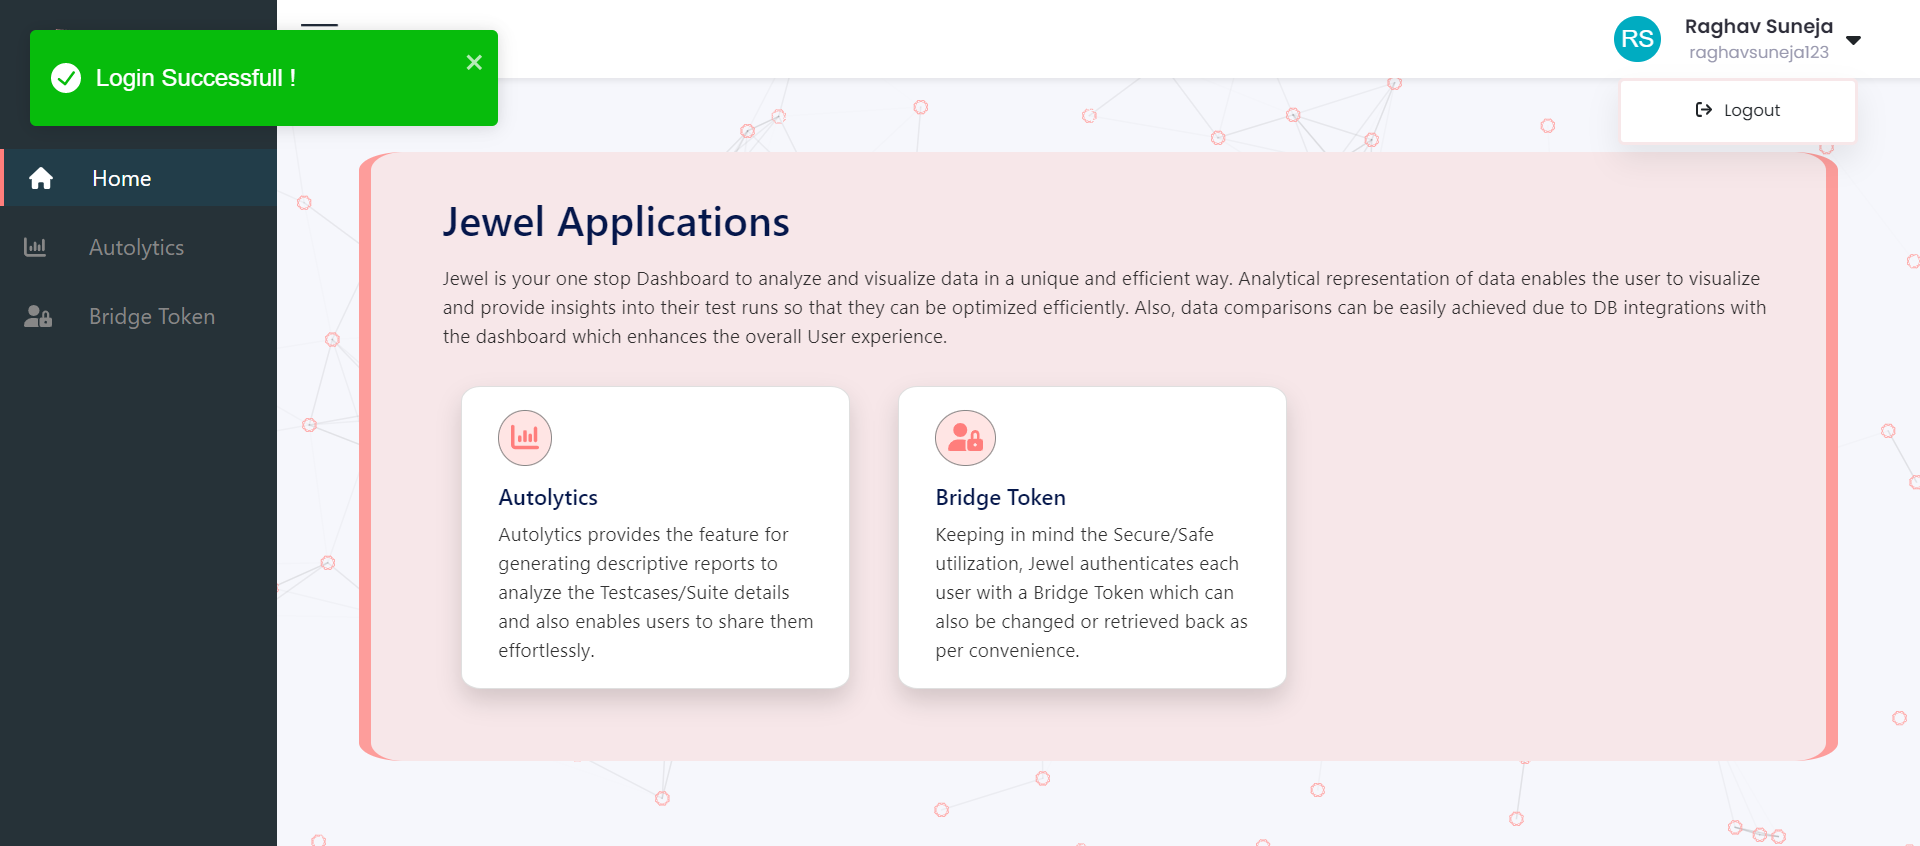 Login Successfull !
RS
Raghav Suneja
raghavsuneja123
Logout
Home
Autolytics
Bridge Token
Jewel Applications
Jewel is your one stop Dashboard to analyze and visualize data in a unique and efficient way. Analytical representation of data enables the user to visualize
and provide insights into their test runs so that they can be optimized efficiently. Also, data comparisons can be easily achieved due to DB integrations with
the dashboard which enhances the overall User experience.
Autolytics
Autolytics provides the feature for
generating descriptive reports to
analyze the Testcases/Suite details
and also enables users to share them
effortlessly.
Bridge Token
Keeping in mind the Secure/Safe
utilization, Jewel authenticates each
user with a Bridge Token which can
also be changed or retrieved back as
per convenience.